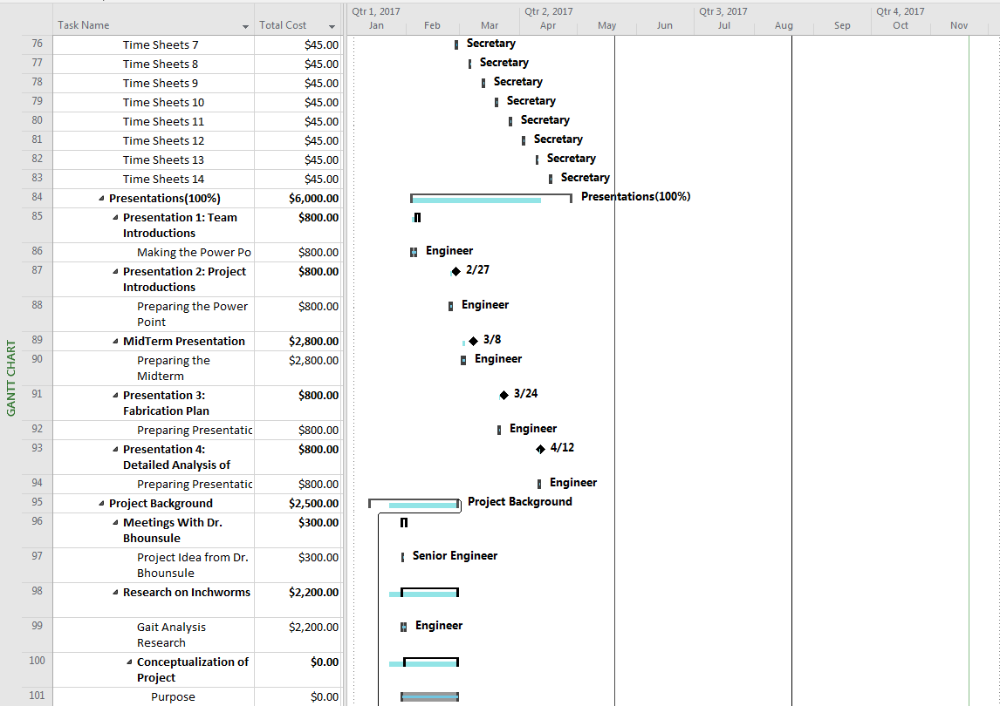 Qtr 1, 2017 Qtr 2, 2017 Qtr 3, 2017 Qtr 4, 2017
Task Name Total Cost Jan Feb Mar Apr May Jun Jul Aug Sep Oct Nov
76 Time Sheets 7 $45.00 Secretary
77 Time Sheets 8 $45.00 Secretary
78 Time Sheets 9 $45.00 Secretary
79 Time Sheets 10 $45.00 Secretary
80 Time Sheets 11 $45.00 Secretary
81 Time Sheets 12 $45.00 Secretary
82 Time Sheets 13 $45.00 Secretary
83 Time Sheets 14 $45.00 Secretary
84 Presentations(100%) $6,000.00 Presentations(100%)
85 Presentation 1: Team $800.00
Introductions
86 Making the Power Po $800.00 Engineer
87 Presentation 2: Project $800.00 2/27
Introductions
88 Preparing the Power $800.00 Engineer
Point
89 MidTerm Presentation $2,800.00 3/8
90 Preparing the $2,800.00 Engineer
Midterm
91 Presentation 3: $800.00 3/24
Fabrication Plan
92 Preparing Presentatic $800.00 Engineer
93 Presentation 4: $800.00 4/12
Detailed Analysis of
94 Preparing Presentatic $800.00 Engineer
95 Project Background $2,500.00 Project Background
96 Meetings With Dr. $300.00
Bhounsule
97 Project Idea from Dr. $300.00 Senior Engineer
Bhounsule
98 Research on Inchworms $2,200.00
99 Gait Analysis $2,200.00 Engineer
Research
100 Conceptualization of $0.00
Project
101 Purpose $0.00
GANTT CHART